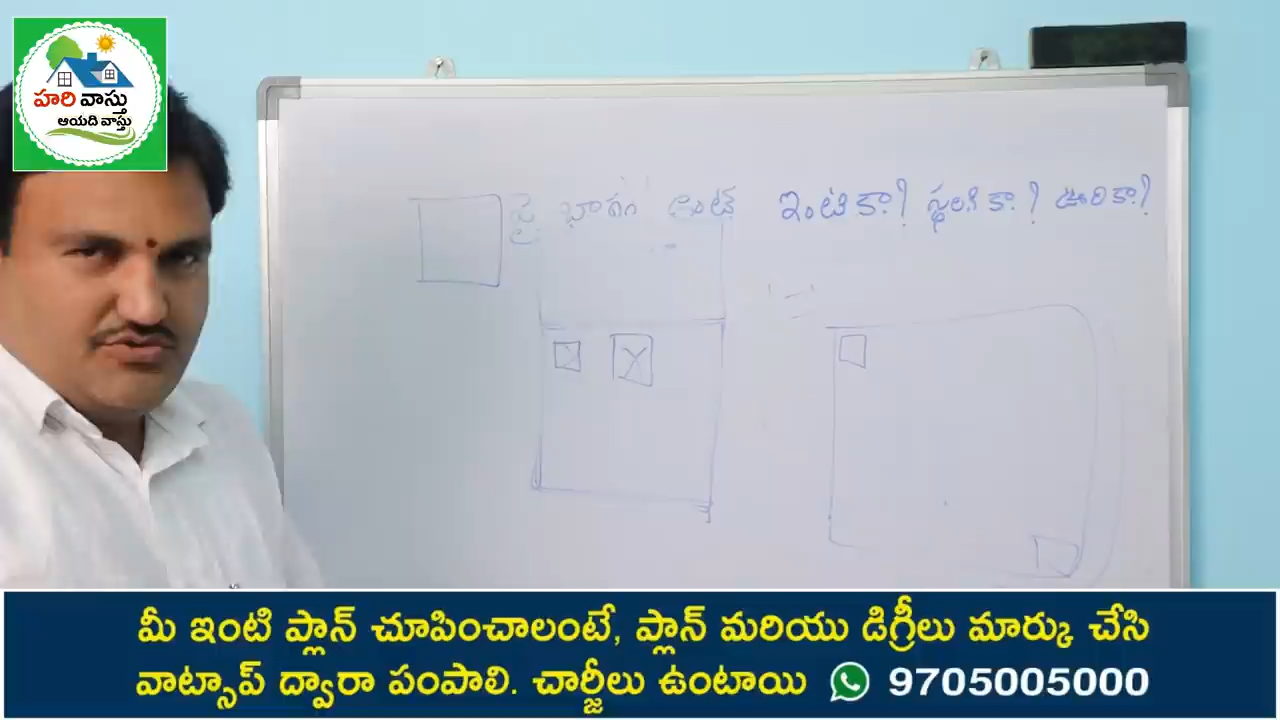 హరి వాస్తు
ఆయది వాస్తు
పై భాగం ఇంటికా? స్థలానికా? ఊరికా?
మీ ఇంటి ప్లాన్ చూపించాలంటే, ప్లాన్ మరియు డిగ్రీలు మార్కు చేసి
వాట్సాప్ ద్వారా పంపాలి. చార్జీలు ఉంటాయి 9705005000